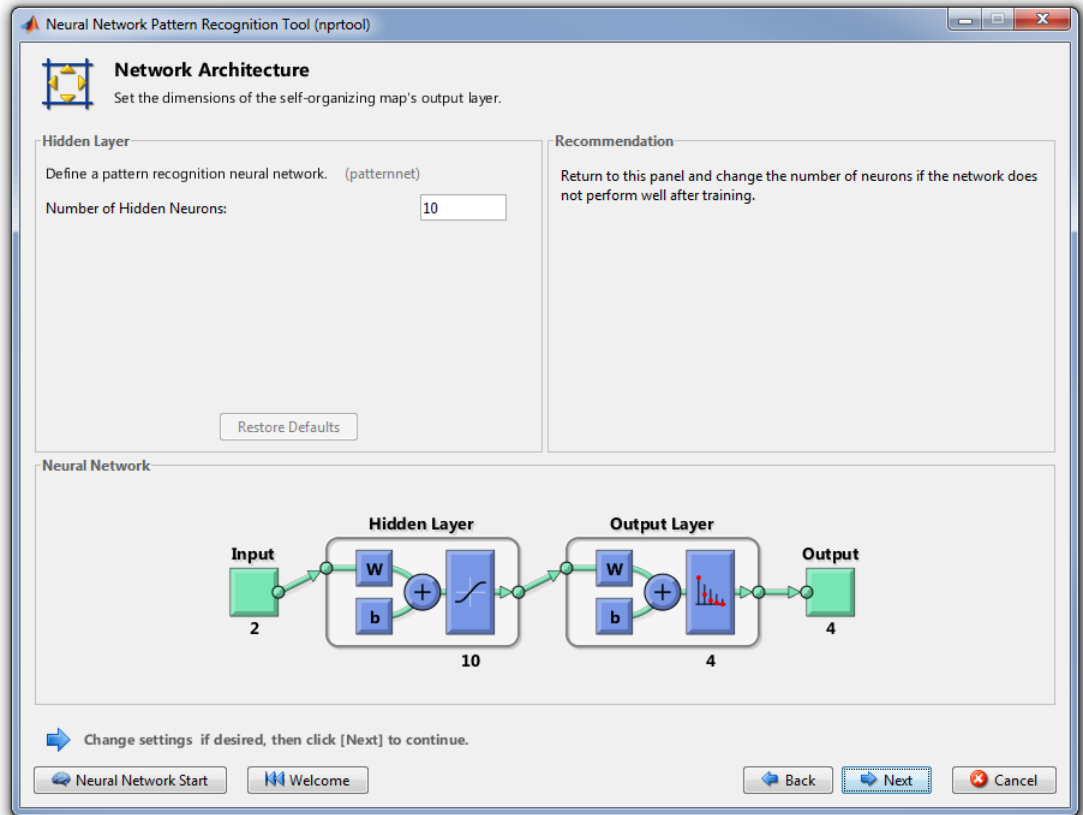 Neural Network Pattern Recognition Tool (nprtool)
Network Architecture
Set the dimensions of the self-organizing map's output layer.
Hidden Layer
Define a pattern recognition neural network. (patternnet)
Number of Hidden Neurons: 10
Restore Defaults
Recommendation
Return to this panel and change the number of neurons if the network does
not perform well after training.
Neural Network
Hidden Layer
Output Layer
Input
Output
W
W
b
b
2
4
10
4
Change settings if desired, then click [Next] to continue.
Neural Network Start
Welcome
Back
Next
Cancel